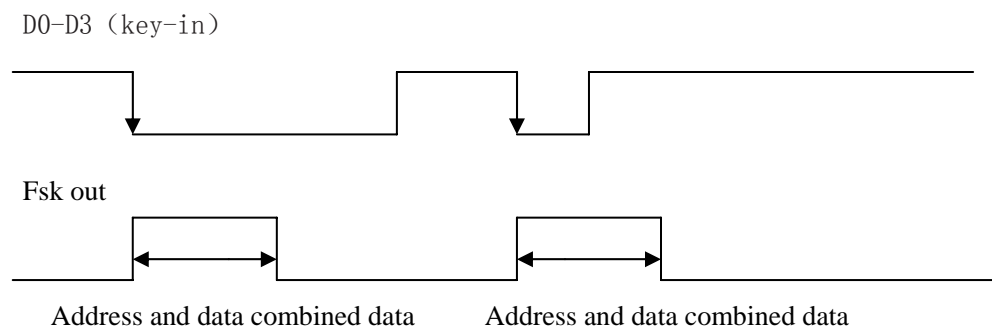 D0-D3（key-in）
Fsk out
Address and data combined data
Address and data combined data